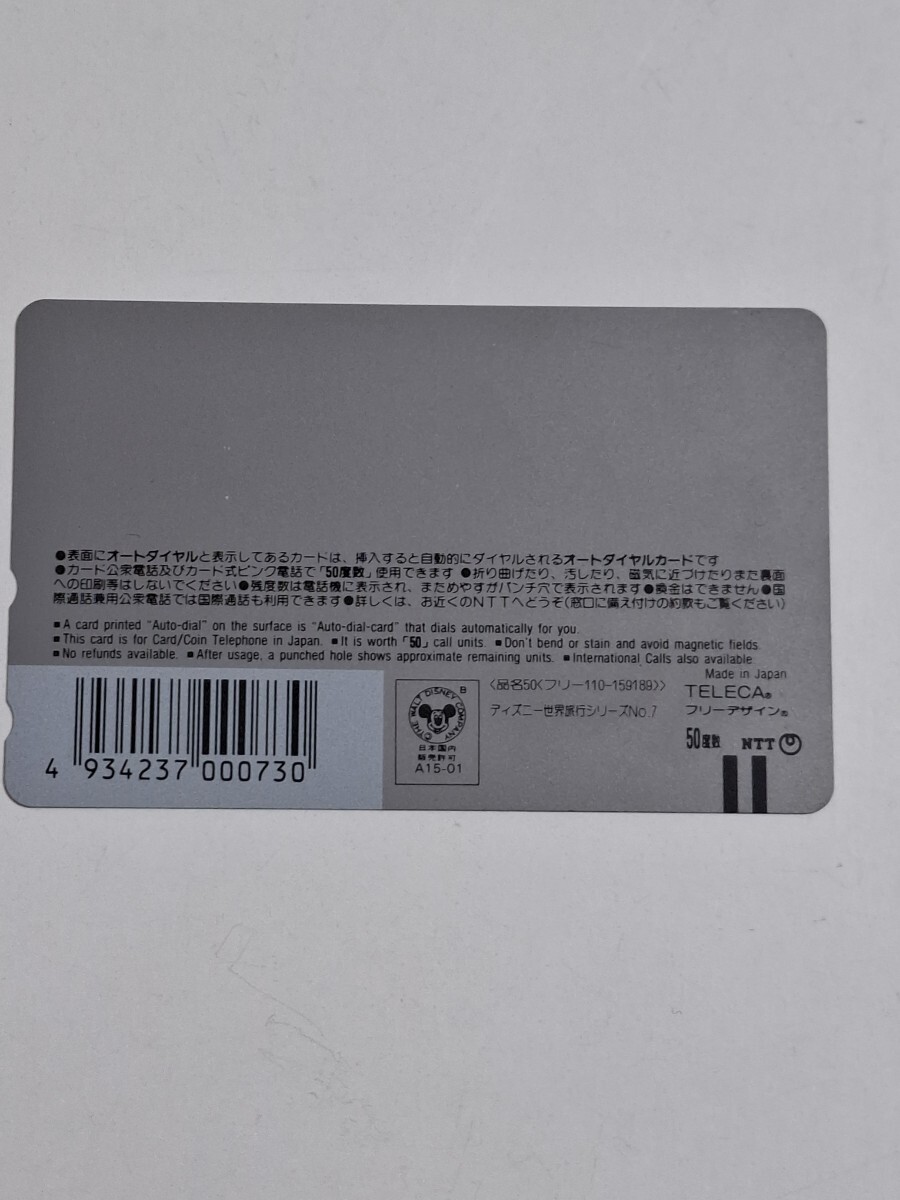 ●表面にオートダイヤルと表示してあるカードは、挿入すると自動的にダイヤルされるオートダイヤルカードです
●カード公衆電話及びカード式ピンク電話で「50度数」使用できます ●折り曲げたり、汚したり、磁気に近づけたりまた裏面
への印刷等はしないでください ●残度数は電話機に表示され、まためやすがパンチ穴で表示されます ●換金はできません ●国
際通話兼用公衆電話では国際通話も利用できます ●詳しくは、お近くのNTTへどうぞ(窓口に備え付けの約款もご覧ください)
■ A card printed "Auto-dial" on the surface is "Auto-dial-card" that dials automatically for you.
■ This card is for Card/Coin Telephone in Japan. ■ It is worth「50」call units. ■ Don't bend or stain and avoid magnetic fields.
■ No refunds available. ■ After usage, a punched hole shows approximate remaining units. ■ International Calls also available.
Made in Japan
〈品名50〈フリー110-159189〉〉
TELECA®
ディズニー世界旅行シリーズNo.7
フリーデザイン®
50度数 NTT
B
©THE WALT DISNEY COMPANY
日本国内
販売許可
A15-01
4 934237 000730